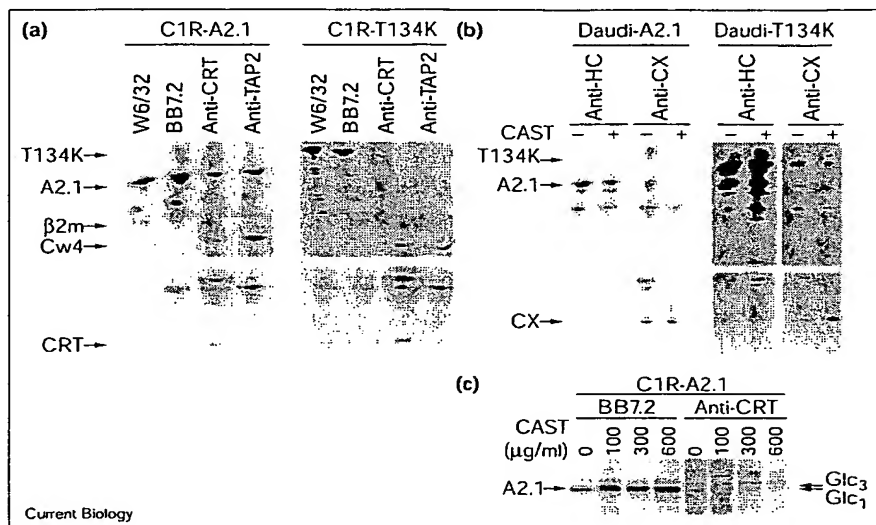 (a)
C1R-A2.1
C1R-T134K
W6/32
BB7.2
Anti-CRT
Anti-TAP2
W6/32
BB7.2
Anti-CRT
Anti-TAP2
T134K
A2.1
β2m
Cw4
CRT
(b)
Daudi-A2.1
Daudi-T134K
Anti-HC
Anti-CX
Anti-HC
Anti-CX
CAST – + – + – + – +
T134K
A2.1
CX
(c)
C1R-A2.1
BB7.2 Anti-CRT
CAST
(µg/ml) 0 100 300 600 0 100 300 600
A2.1
Glc3
Glc1
Current Biology